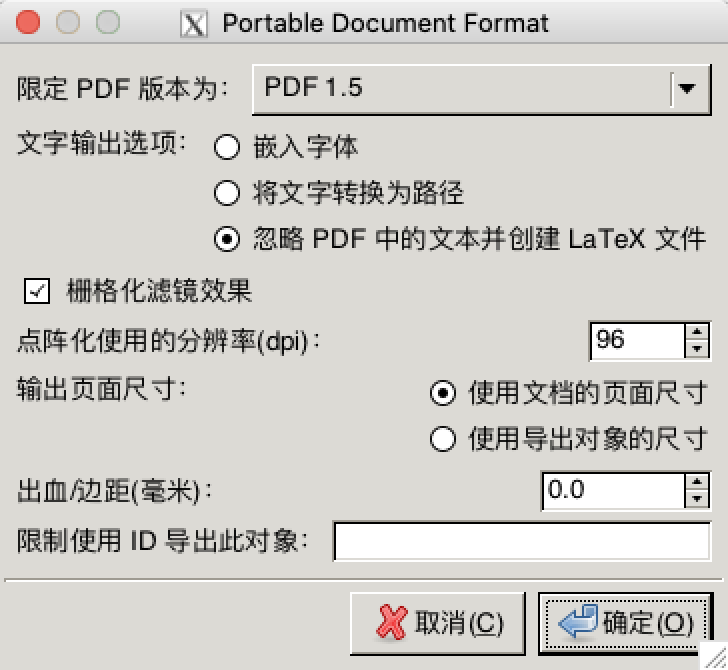 Portable Document Format
限定 PDF 版本为: PDF 1.5
文字输出选项: 嵌入字体
将文字转换为路径
忽略 PDF 中的文本并创建 LaTeX 文件
栅格化滤镜效果
点阵化使用的分辨率(dpi): 96
输出页面尺寸: 使用文档的页面尺寸
使用导出对象的尺寸
出血/边距(毫米): 0.0
限制使用 ID 导出此对象:
取消(C) 确定(O)